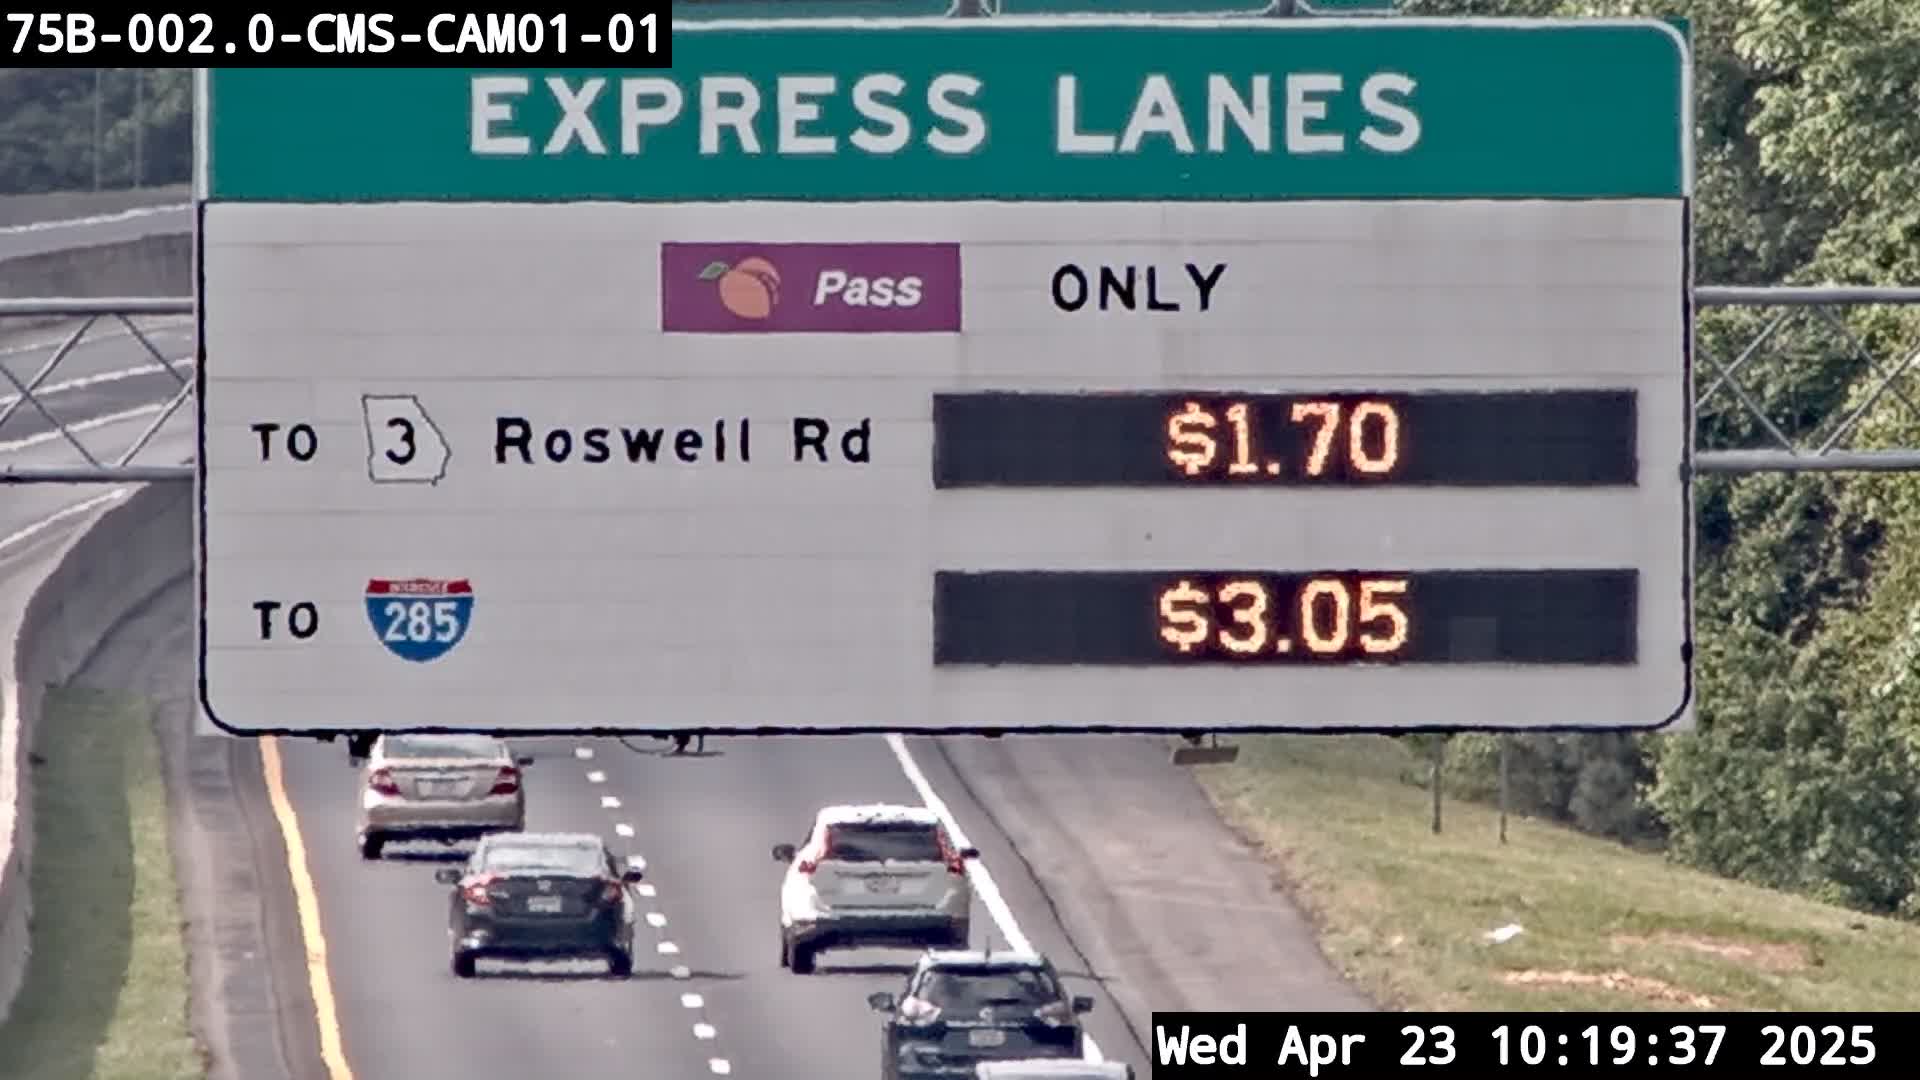 75B-002.0-CMS-CAM01-01
EXPRESS LANES
Pass ONLY
TO 3 Roswell Rd $1.70
TO INTERSTATE 285 $3.05
Wed Apr 23 10:19:37 2025